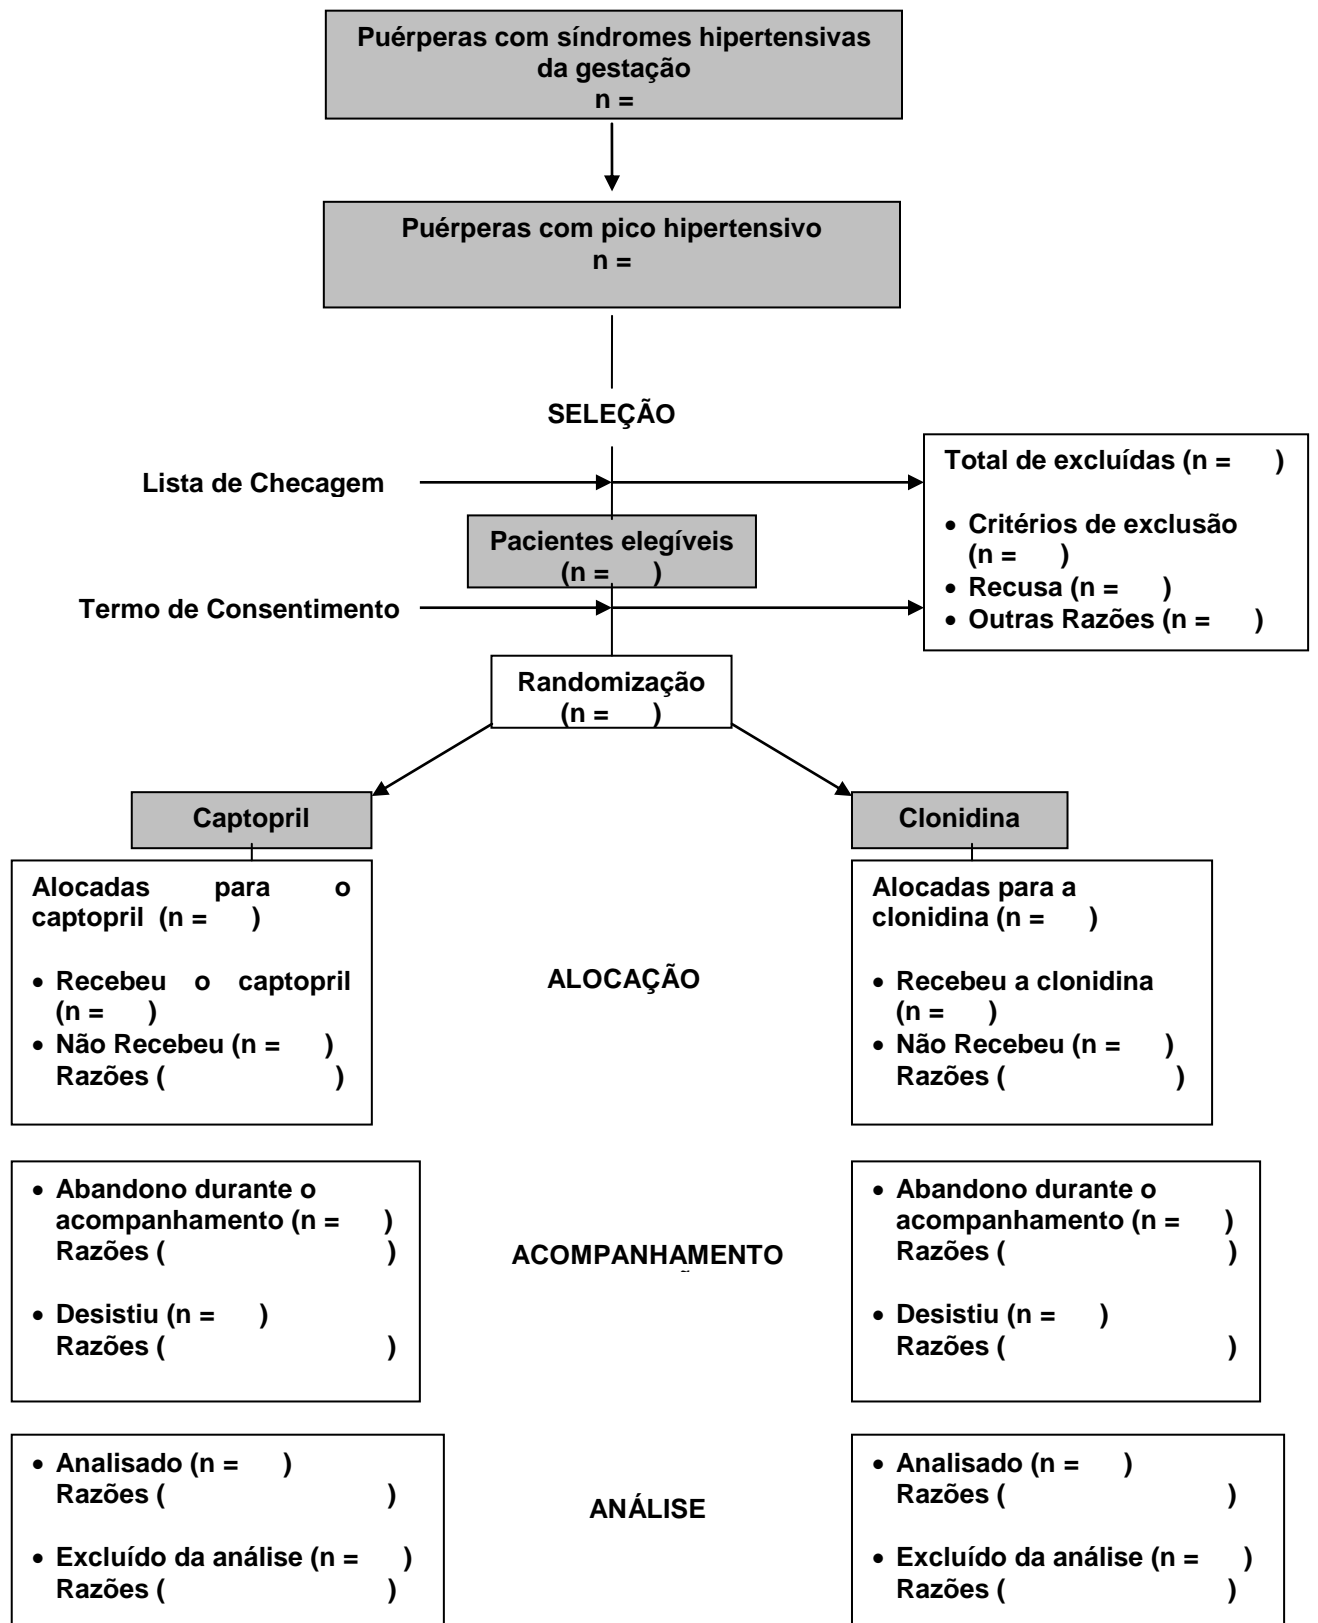 Puérperas com síndromes hipertensivas
da gestação
n =
Puérperas com pico hipertensivo
n =
SELEÇÃO
Lista de Checagem
Total de excluídas (n =      )
• Critérios de exclusão
(n =      )
• Recusa (n =      )
• Outras Razões (n =      )
Pacientes elegíveis
(n =      )
Termo de Consentimento
Randomização
(n =      )
Captopril
Clonidina
Alocadas para o
captopril (n =      )
• Recebeu o captopril
(n =      )
• Não Recebeu (n =      )
Razões (                    )
ALOCAÇÃO
Alocadas para a
clonidina (n =      )
• Recebeu a clonidina
(n =      )
• Não Recebeu (n =      )
Razões (                    )
• Abandono durante o
acompanhamento (n =      )
Razões (                    )
• Desistiu (n =      )
Razões (                    )
ACOMPANHAMENTO
• Abandono durante o
acompanhamento (n =      )
Razões (                    )
• Desistiu (n =      )
Razões (                    )
• Analisado (n =      )
Razões (                    )
• Excluído da análise (n =      )
Razões (                    )
ANÁLISE
• Analisado (n =      )
Razões (                    )
• Excluído da análise (n =      )
Razões (                    )